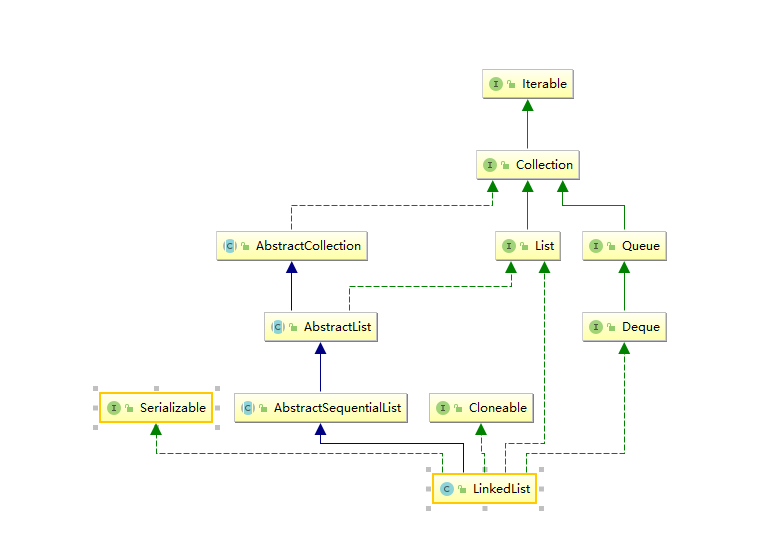 I Iterable
I Collection
C AbstractCollection
I List
I Queue
C AbstractList
I Deque
I Serializable
C AbstractSequentialList
I Cloneable
C LinkedList